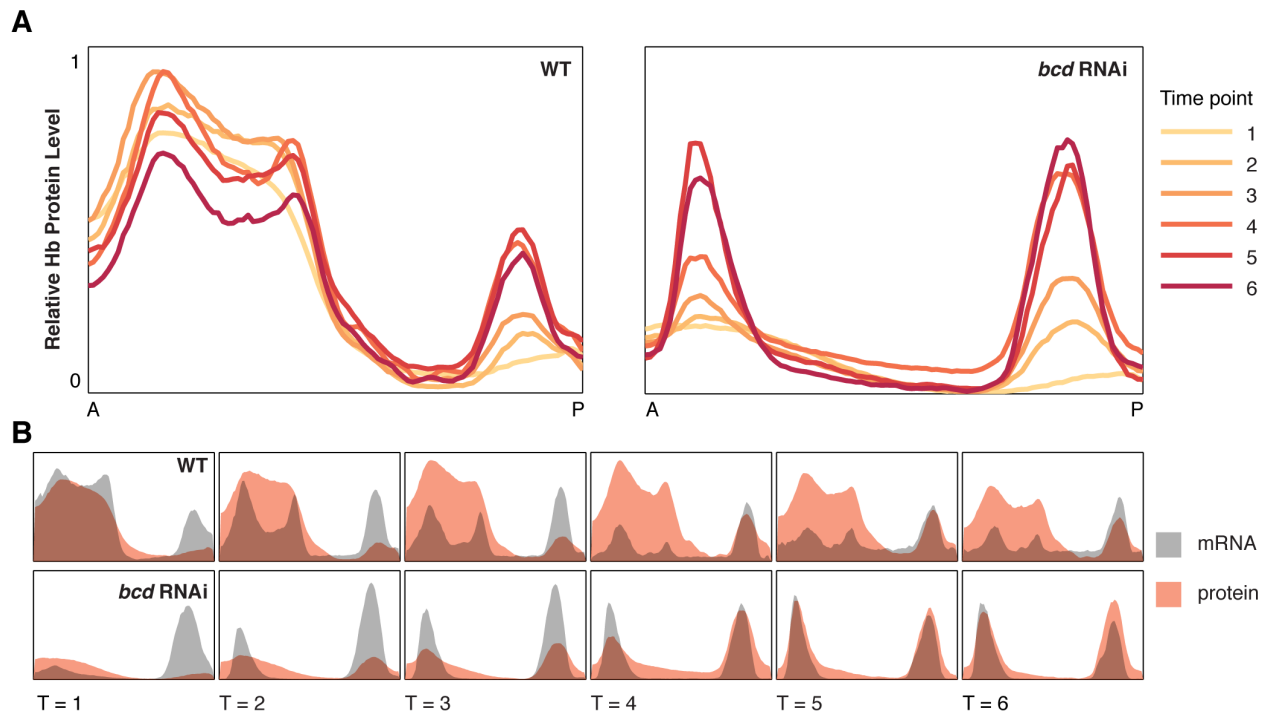 A
Relative Hb Protein Level
1
0
WT
A
P
bcd RNAi
A
P
Time point
1
2
3
4
5
6
B
WT
bcd RNAi
T = 1
T = 2
T = 3
T = 4
T = 5
T = 6
mRNA
protein